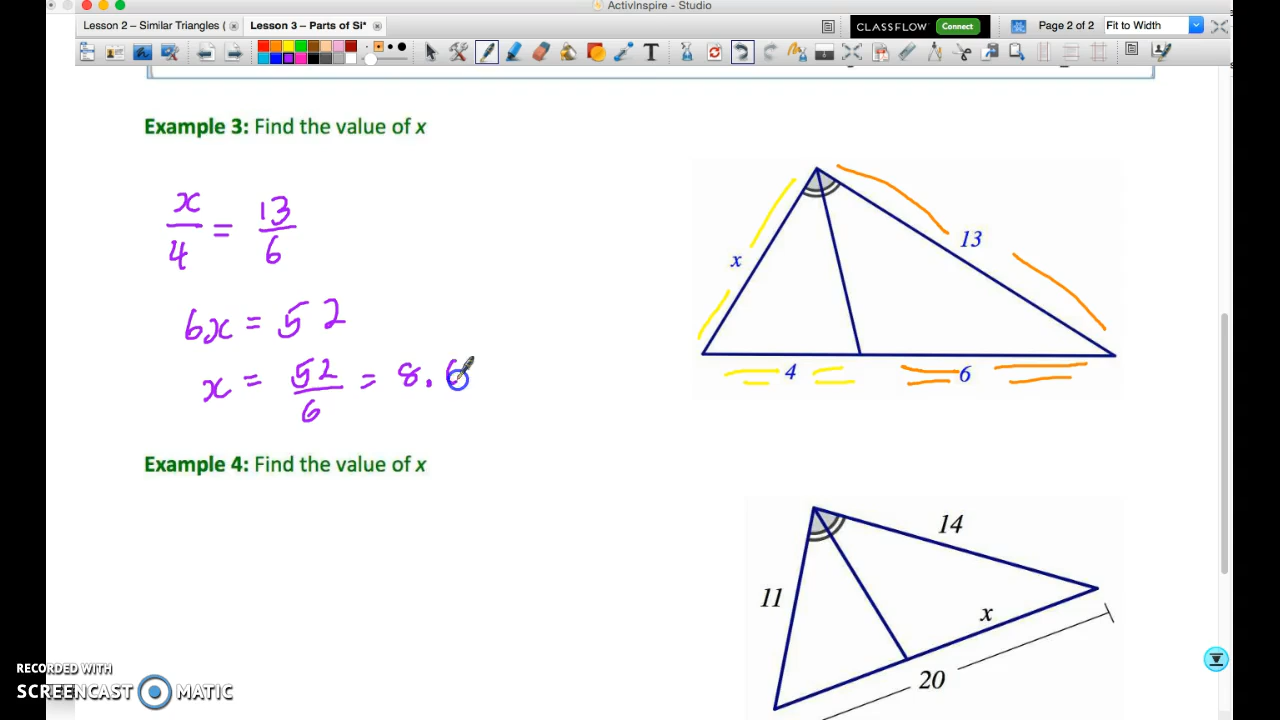 ActivInspire - Studio
Lesson 2 – Similar Triangles (
Lesson 3 – Parts of Si*
CLASSFLOW Connect
Page 2 of 2
Fit to Width
Example 3: Find the value of x
x/4 = 13/6
6x = 52
x = 52/6 = 8.6
x
13
4
6
Example 4: Find the value of x
14
11
x
20
RECORDED WITH
SCREENCAST MATIC